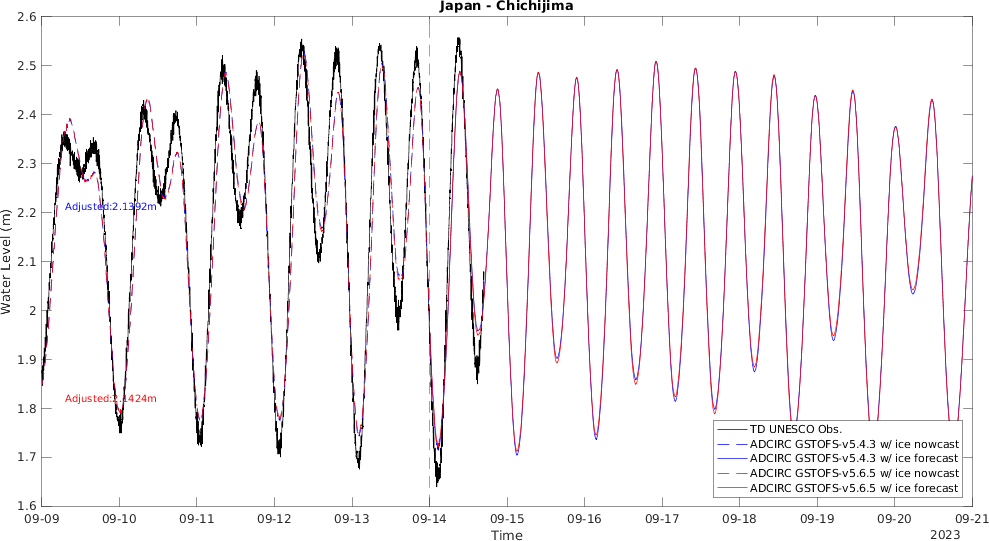 Japan - Chichijima
2.6
2.5
2.4
2.3
2.2
2.1
2
1.9
1.8
1.7
1.6
Water Level (m)
Adjusted:2.1392m
Adjusted:2.1424m
TD UNESCO Obs.
ADCIRC GSTOFS-v5.4.3 w/ ice nowcast
ADCIRC GSTOFS-v5.4.3 w/ ice forecast
ADCIRC GSTOFS-v5.6.5 w/ ice nowcast
ADCIRC GSTOFS-v5.6.5 w/ ice forecast
09-09 09-10 09-11 09-12 09-13 09-14 09-15 09-16 09-17 09-18 09-19 09-20 09-21
Time
2023